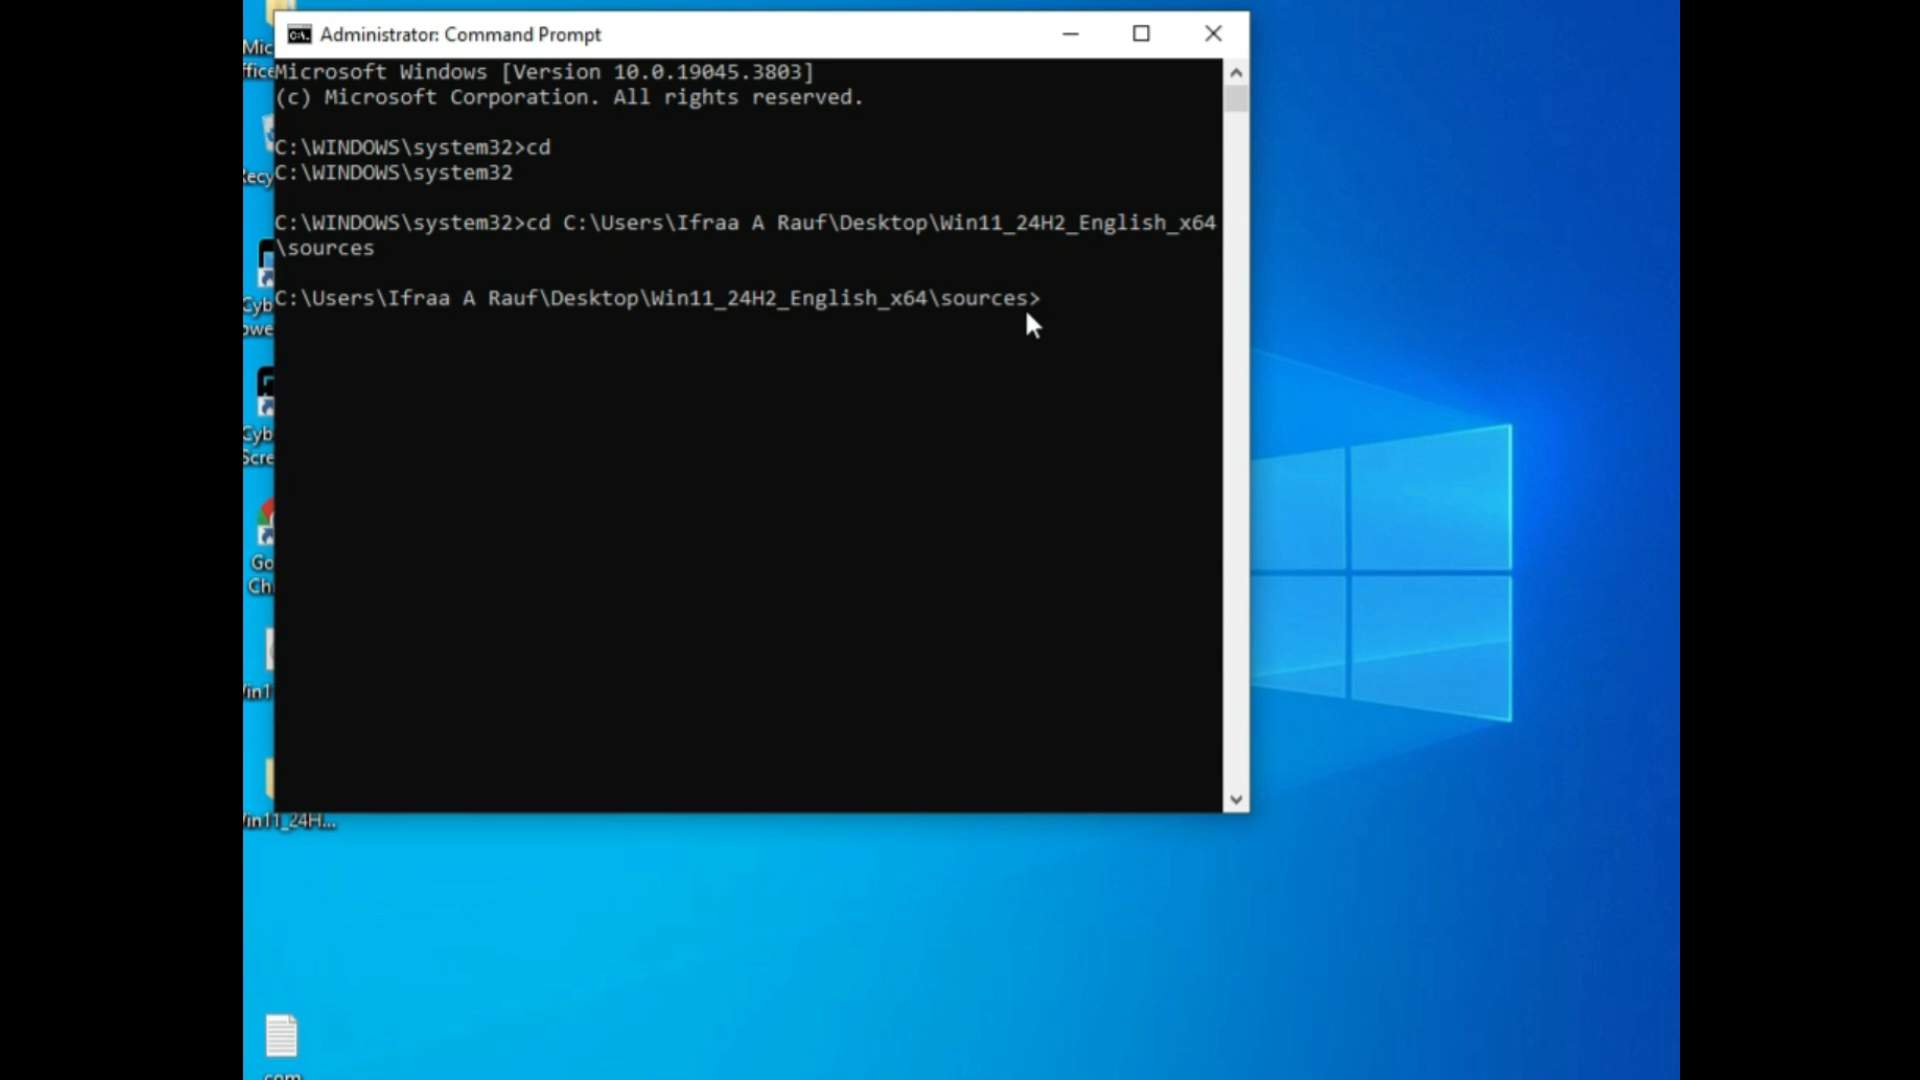 Administrator: Command Prompt
Microsoft Windows [Version 10.0.19045.3803]
(c) Microsoft Corporation. All rights reserved.
C:\WINDOWS\system32>cd
C:\WINDOWS\system32
C:\WINDOWS\system32>cd C:\Users\Ifraa A Rauf\Desktop\Win11_24H2_English_x64
\sources
C:\Users\Ifraa A Rauf\Desktop\Win11_24H2_English_x64\sources>
Mic
ffice
Recy
Cyb
owe
Cyb
Scre
Go
Ch
Win1
Win11_24H...
com